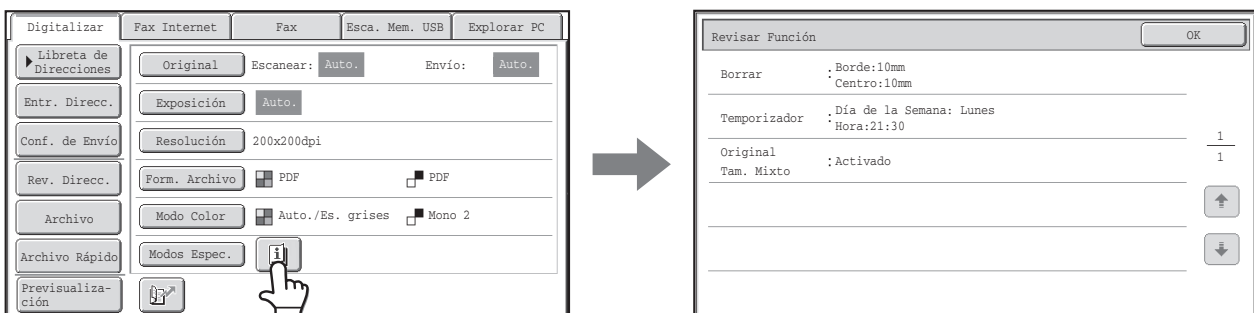 Digitalizar
Fax Internet
Fax
Esca. Mem. USB
Explorar PC
Libreta de
Direcciones
Original
Escanear:
Auto.
Envío:
Auto.
Entr. Direcc.
Exposición
Auto.
Conf. de Envío
Resolución
200x200dpi
Rev. Direcc.
Form. Archivo
PDF
PDF
Archivo
Modo Color
Auto./Es. grises
Mono 2
Archivo Rápido
Modos Espec.
Previsualiza-
ción
Revisar Función
OK
Borrar
:Borde:10mm
Centro:10mm
Temporizador
:Día de la Semana: Lunes
Hora:21:30
Original
Tam. Mixto
:Activado
1
1